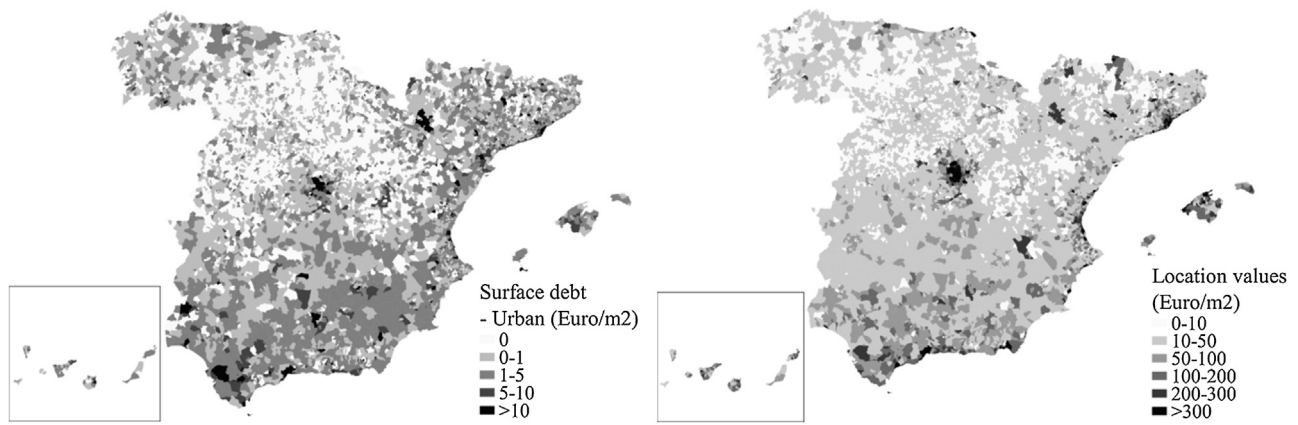 Surface debt
- Urban (Euro/m2)
0
0-1
1-5
5-10
>10
Location values
(Euro/m2)
0-10
10-50
50-100
100-200
200-300
>300